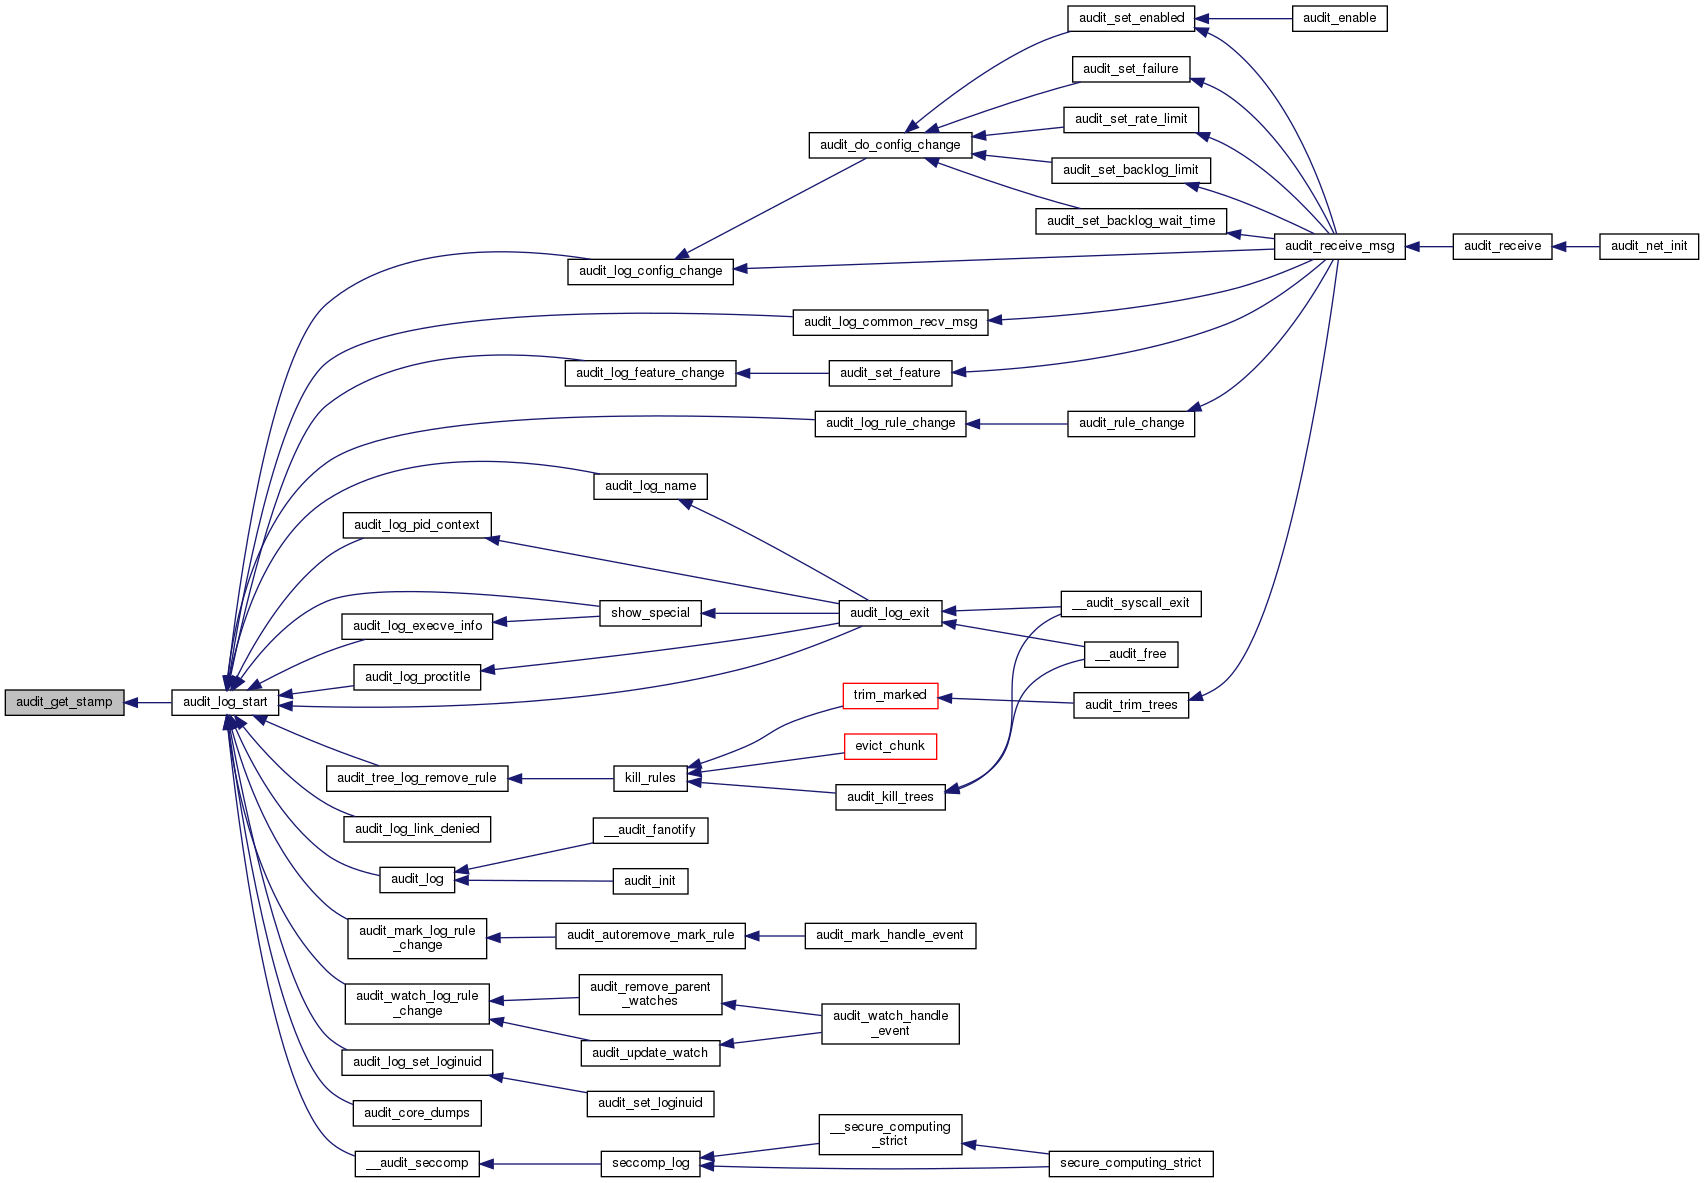 audit_set_enabled
audit_enable
audit_set_failure
audit_set_rate_limit
audit_do_config_change
audit_set_backlog_limit
audit_set_backlog_wait_time
audit_receive_msg
audit_receive
audit_net_init
audit_log_config_change
audit_log_common_recv_msg
audit_log_feature_change
audit_set_feature
audit_log_rule_change
audit_rule_change
audit_log_name
audit_log_pid_context
__audit_syscall_exit
show_special
audit_log_exit
audit_log_execve_info
__audit_free
audit_log_proctitle
trim_marked
audit_get_stamp
audit_log_start
audit_trim_trees
evict_chunk
audit_tree_log_remove_rule
kill_rules
audit_kill_trees
audit_log_link_denied
__audit_fanotify
audit_log
audit_init
audit_mark_log_rule
_change
audit_autoremove_mark_rule
audit_mark_handle_event
audit_watch_log_rule
_change
audit_remove_parent
_watches
audit_watch_handle
_event
audit_update_watch
audit_log_set_loginuid
audit_set_loginuid
audit_core_dumps
__secure_computing
_strict
__audit_seccomp
seccomp_log
secure_computing_strict